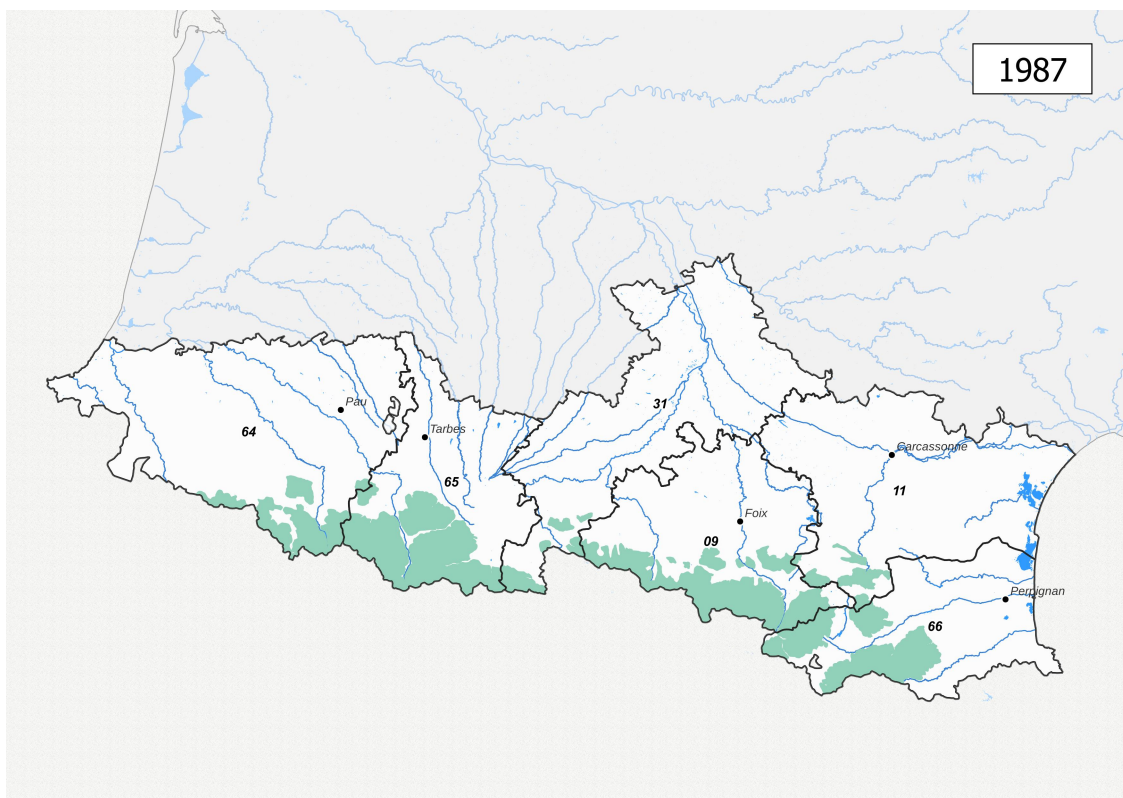 1987
Pau
64
Tarbes
65
31
Carcassonne
11
Foix
09
Perpignan
66